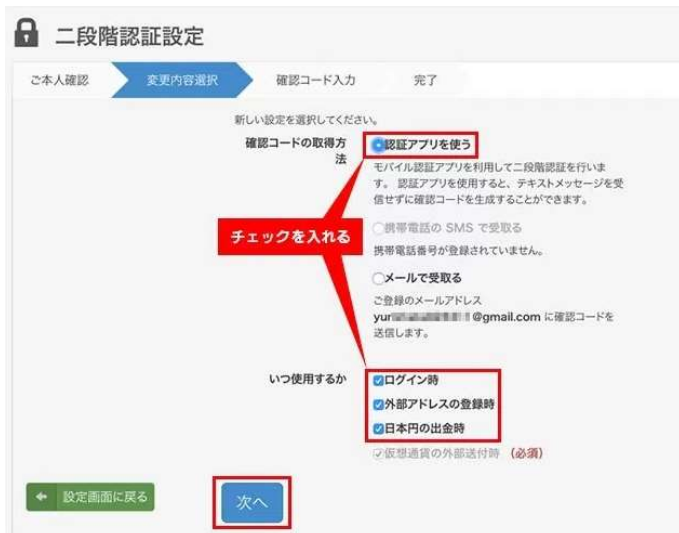 二段階認証設定
ご本人確認 変更内容選択 確認コード入力 完了
新しい設定を選択してください。
確認コードの取得方
法
認証アプリを使う
モバイル認証アプリを利用して二段階認証を行いま
す。 認証アプリを使用すると、テキストメッセージを受
信せずに確認コードを生成することができます。
携帯電話の SMS で受取る
携帯電話番号が登録されていません。
チェックを入れる
メールで受取る
ご登録のメールアドレス
yur @gmail.com に確認コードを
送信します。
いつ使用するか
ログイン時
外部アドレスの登録時
日本円の出金時
仮想通貨の外部送付時 (必須)
設定画面に戻る
次へ